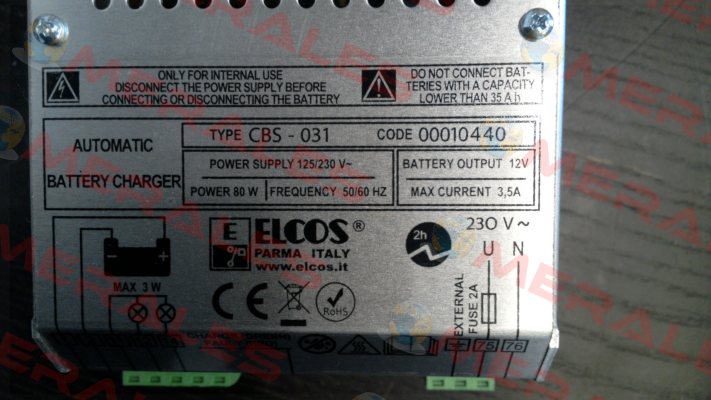 ONLY FOR INTERNAL USE
DISCONNECT THE POWER SUPPLY BEFORE
CONNECTING OR DISCONNECTING THE BATTERY
DO NOT CONNECT BAT-
TERIES WITH A CAPACITY
LOWER THAN 35 A h
AUTOMATIC
BATTERY CHARGER
TYPE CBS - 031 CODE 00010440
POWER SUPPLY 125/230 V~
POWER 80 W FREQUENCY 50/60 HZ
BATTERY OUTPUT 12V
MAX CURRENT 3,5A
- +
MAX 3 W
E ELCOS ®
PARMA ITALY
www.elcos.it
CE
RoHS
2h
230 V ~
U N
EXTERNAL
FUSE 2A
75 76
MERALES